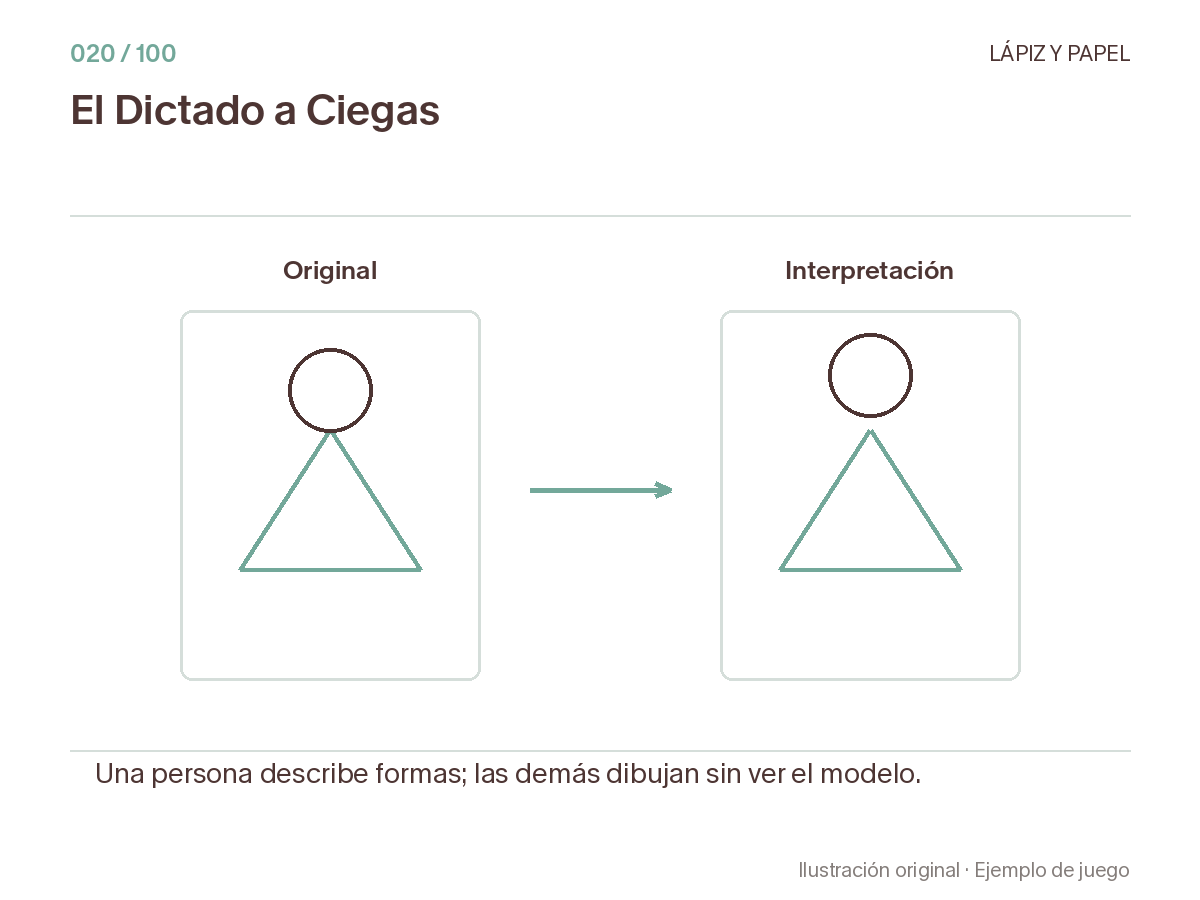 020 / 100
LÁPIZ Y PAPEL
El Dictado a Ciegas
Original
Interpretación
Una persona describe formas; las demás dibujan sin ver el modelo.
Ilustración original · Ejemplo de juego